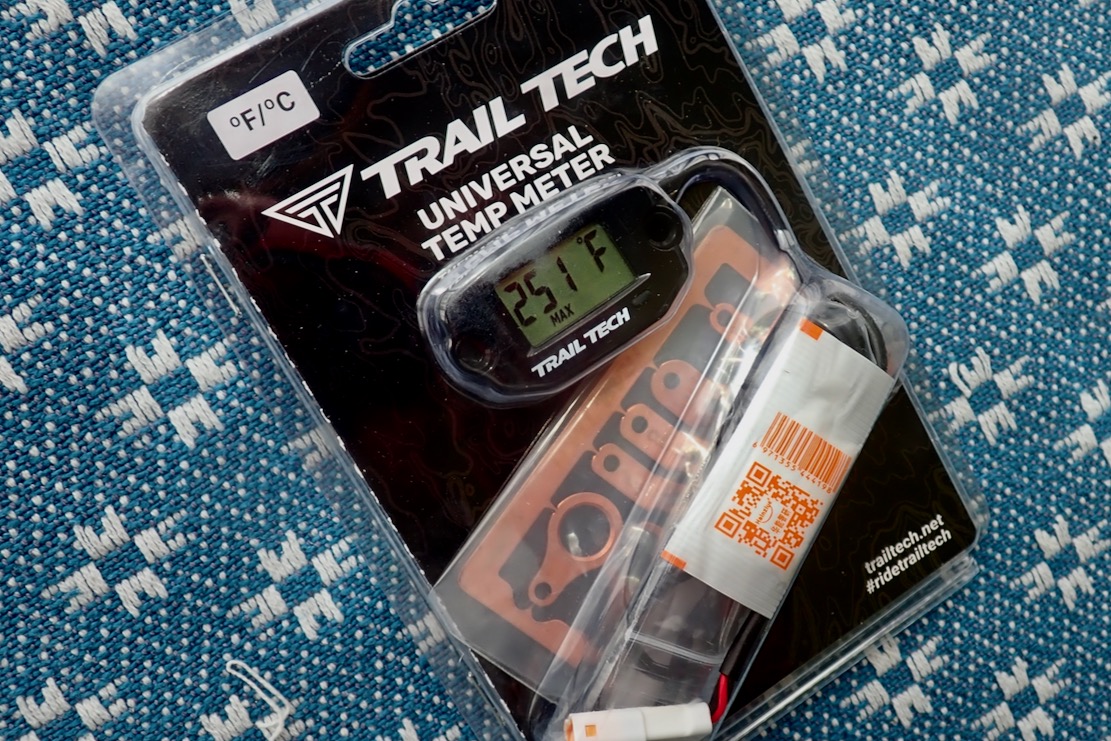 °F/°C
TRAIL TECH
UNIVERSAL
TEMP METER
251 °F
MAX
TRAIL TECH
trailtech.net
#ridetrailtech